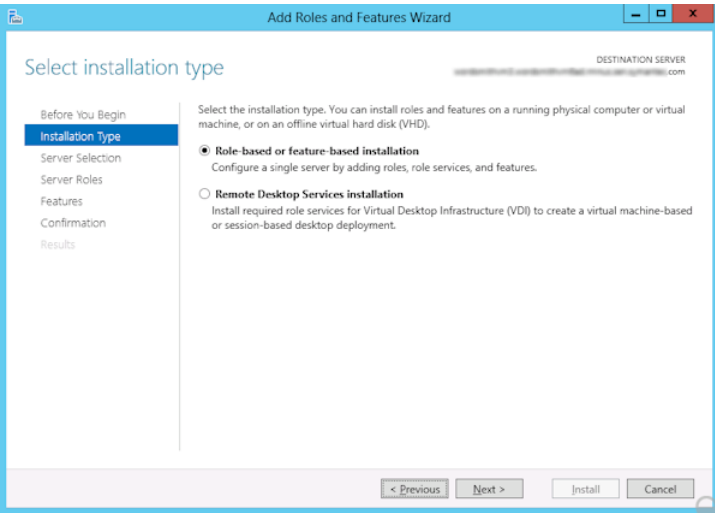 Add Roles and Features Wizard
Select installation type
DESTINATION SERVER
.com
Before You Begin
Installation Type
Server Selection
Server Roles
Features
Confirmation
Results
Select the installation type. You can install roles and features on a running physical computer or virtual
machine, or on an offline virtual hard disk (VHD).
Role-based or feature-based installation
Configure a single server by adding roles, role services, and features.
Remote Desktop Services installation
Install required role services for Virtual Desktop Infrastructure (VDI) to create a virtual machine-based
or session-based desktop deployment.
< Previous
Next >
Install
Cancel